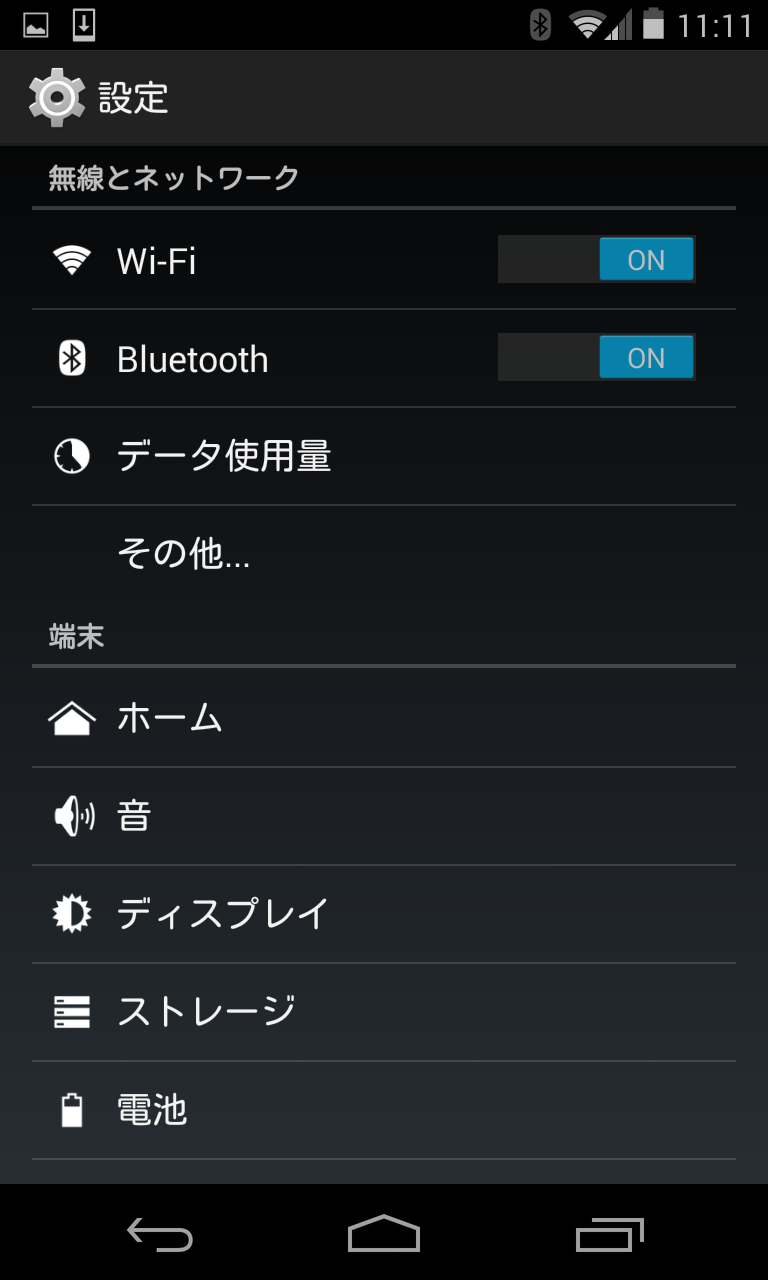 11:11
設定
無線とネットワーク
Wi-Fi ON
Bluetooth ON
データ使用量
その他...
端末
ホーム
音
ディスプレイ
ストレージ
電池